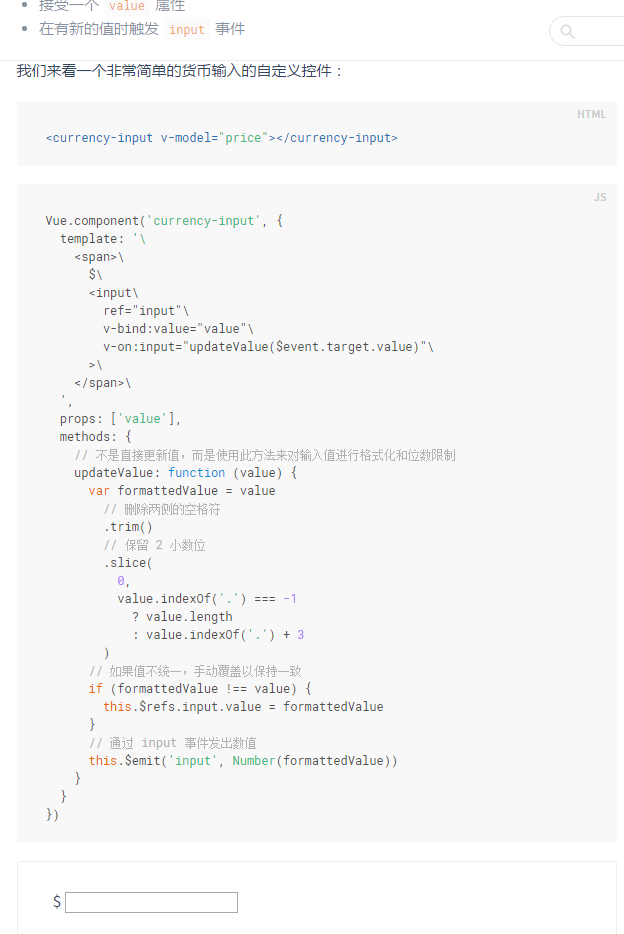 接受一个 value 属性
在有新的值时触发 input 事件
我们来看一个非常简单的货币输入的自定义控件：
HTML
<currency-input v-model="price"></currency-input>
JS
Vue.component('currency-input', {
  template: '\
    <span>\
      $\
      <input\
        ref="input"\
        v-bind:value="value"\
        v-on:input="updateValue($event.target.value)"\
      >\
    </span>\
  ',
  props: ['value'],
  methods: {
    // 不是直接更新值，而是使用此方法来对输入值进行格式化和位数限制
    updateValue: function (value) {
      var formattedValue = value
        // 删除两侧的空格符
        .trim()
        // 保留 2 小数位
        .slice(
          0,
          value.indexOf('.') === -1
            ? value.length
            : value.indexOf('.') + 3
        )
      // 如果值不统一，手动覆盖以保持一致
      if (formattedValue !== value) {
        this.$refs.input.value = formattedValue
      }
      // 通过 input 事件发出数值
      this.$emit('input', Number(formattedValue))
    }
  }
})
$